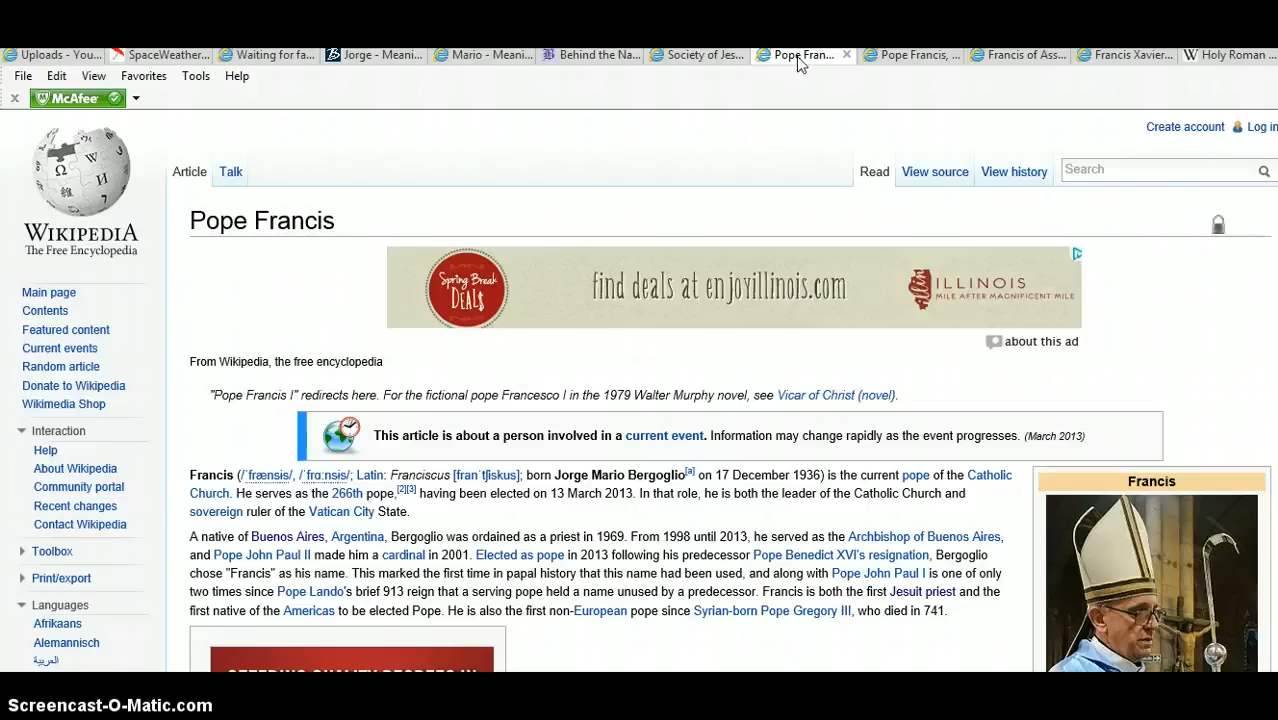 Uploads - You...
SpaceWeather...
Waiting for fa...
Jorge - Meani...
Mario - Meani...
Behind the Na...
Society of Jes...
Pope Fran...
Pope Francis, ...
Francis of Ass...
Francis Xavier...
Holy Roman ...
File Edit View Favorites Tools Help
x McAfee
Create account Log in
Article Talk
Read View source View history
Search
WIKIPEDIA
The Free Encyclopedia
Main page
Contents
Featured content
Current events
Random article
Donate to Wikipedia
Wikimedia Shop
Interaction
Help
About Wikipedia
Community portal
Recent changes
Contact Wikipedia
Toolbox
Print/export
Languages
Afrikaans
Alemannisch
العربية
Pope Francis
Spring Break
DEALS
find deals at enjoyillinois.com
ILLINOIS
MILE AFTER MAGNIFICENT MILE
about this ad
From Wikipedia, the free encyclopedia
"Pope Francis I" redirects here. For the fictional pope Francesco I in the 1979 Walter Murphy novel, see Vicar of Christ (novel).
This article is about a person involved in a current event. Information may change rapidly as the event progresses. (March 2013)
Francis (/ˈfrænsis/, /ˈfrɑːnsis/; Latin: Franciscus [franˈtʃiskus]; born Jorge Mario Bergoglio[a] on 17 December 1936) is the current pope of the Catholic
Church. He serves as the 266th pope,[2][3] having been elected on 13 March 2013. In that role, he is both the leader of the Catholic Church and
sovereign ruler of the Vatican City State.
A native of Buenos Aires, Argentina, Bergoglio was ordained as a priest in 1969. From 1998 until 2013, he served as the Archbishop of Buenos Aires,
and Pope John Paul II made him a cardinal in 2001. Elected as pope in 2013 following his predecessor Pope Benedict XVI's resignation, Bergoglio
chose "Francis" as his name. This marked the first time in papal history that this name had been used, and along with Pope John Paul I is one of only
two times since Pope Lando's brief 913 reign that a serving pope held a name unused by a predecessor. Francis is both the first Jesuit priest and the
first native of the Americas to be elected Pope. He is also the first non-European pope since Syrian-born Pope Gregory III, who died in 741.
Francis
Screencast-O-Matic.com